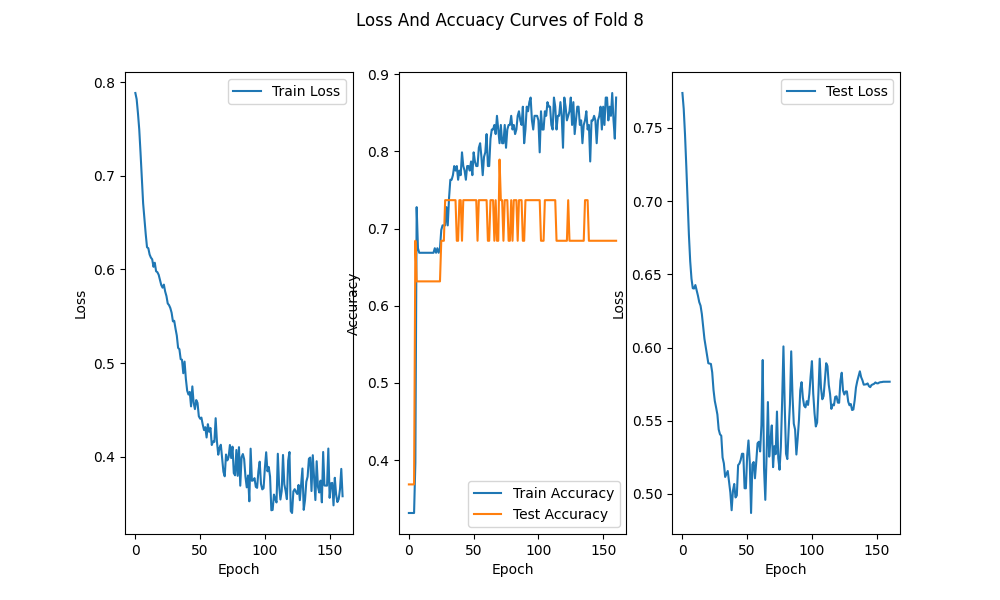 Loss And Accuacy Curves of Fold 8
Train Loss
0.8
0.7
0.6
0.5
0.4
Loss
0 50 100 150
Epoch
0.9
0.8
0.7
0.6
0.5
0.4
Accuracy
Train Accuracy
Test Accuracy
0 50 100 150
Epoch
Test Loss
0.75
0.70
0.65
0.60
0.55
0.50
Loss
0 50 100 150
Epoch